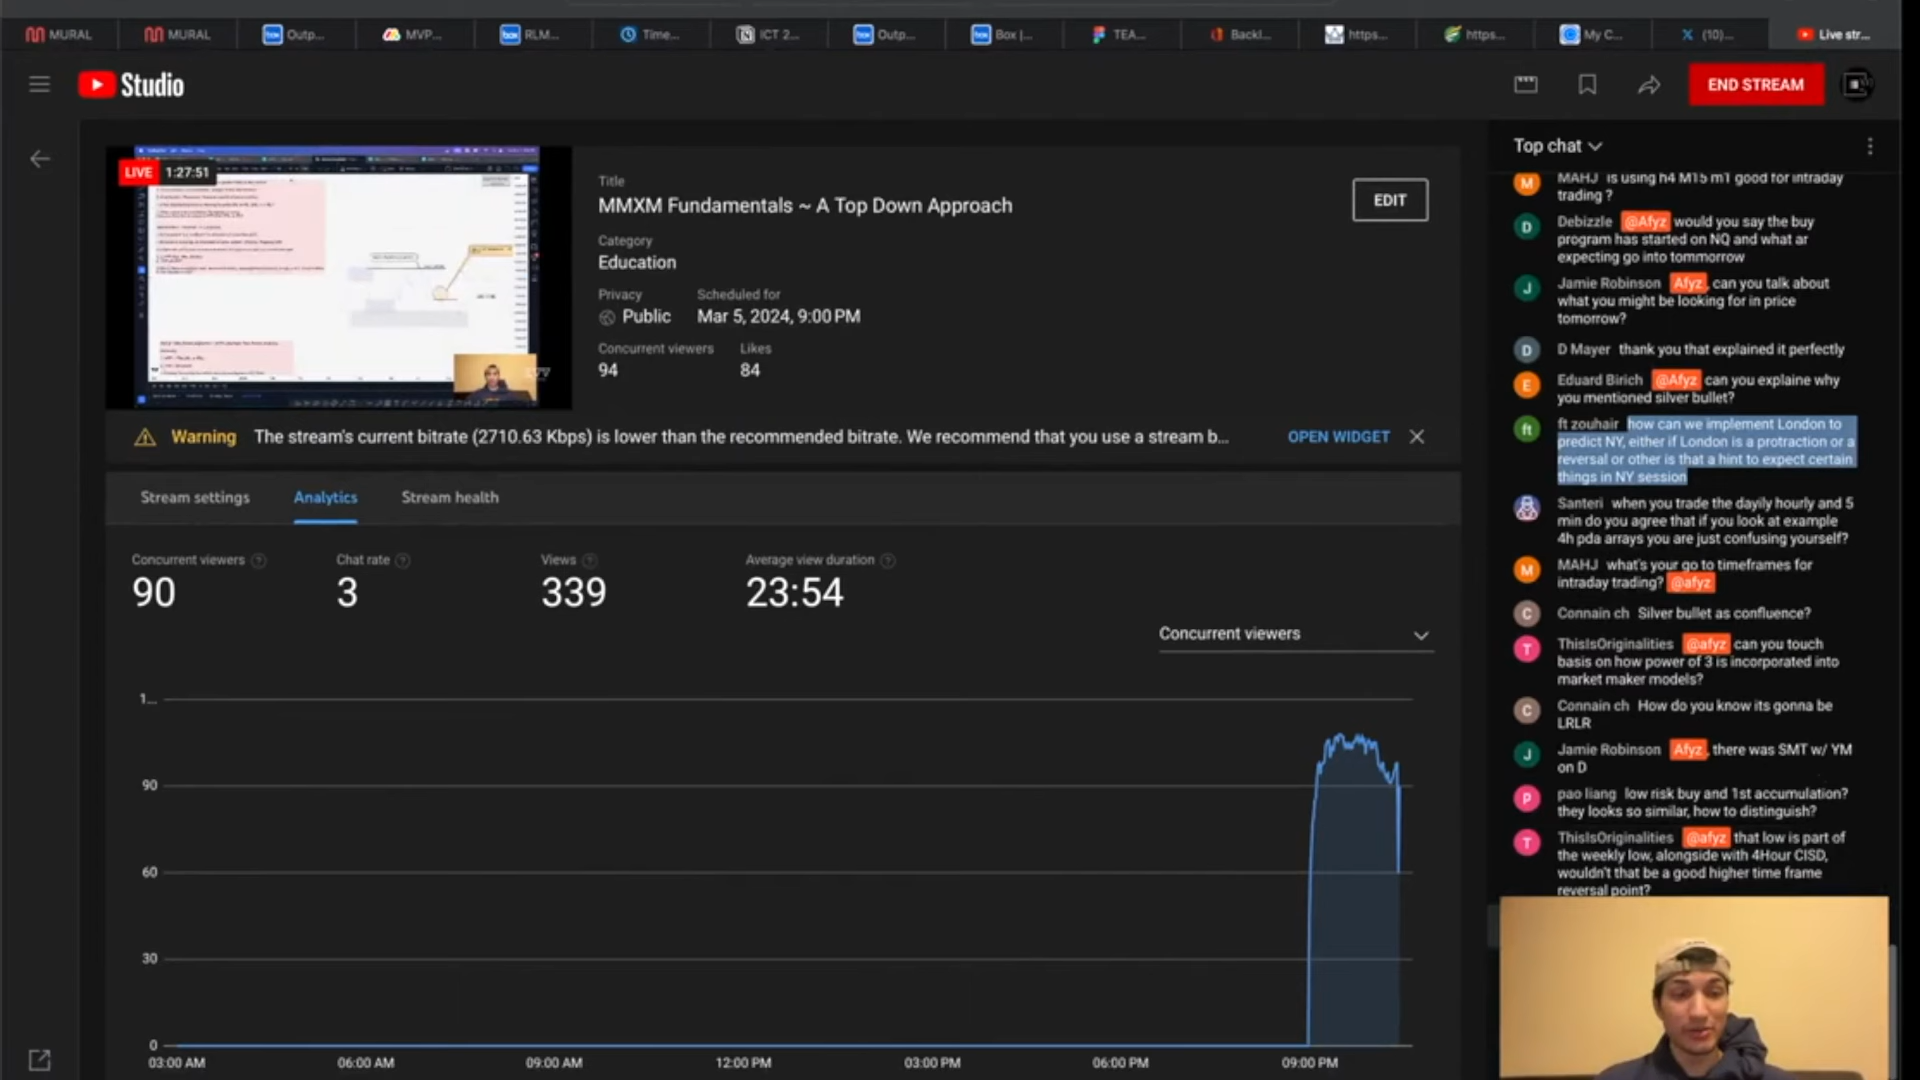 MURAL
MURAL
Outp...
MVP...
RLM...
Time...
ICT 2...
Outp...
Box |...
TEA...
Backl...
https...
https...
My C...
(10)...
Live str...
Studio
END STREAM
LIVE 1:27:51
Title
MMXM Fundamentals ~ A Top Down Approach
EDIT
Category
Education
Privacy
Scheduled for
Public
Mar 5, 2024, 9:00 PM
Concurrent viewers
Likes
94
84
Warning
The stream's current bitrate (2710.63 Kbps) is lower than the recommended bitrate. We recommend that you use a stream b...
OPEN WIDGET
Stream settings
Analytics
Stream health
Concurrent viewers
Chat rate
Views
Average view duration
90
3
339
23:54
Concurrent viewers
1...
90
60
30
0
03:00 AM
06:00 AM
09:00 AM
12:00 PM
03:00 PM
06:00 PM
09:00 PM
Top chat
M
MAHJ is using h4 M15 m1 good for intraday
trading ?
D
Debizzle @Afyz would you say the buy
program has started on NQ and what ar
expecting go into tommorrow
J
Jamie Robinson Afyz, can you talk about
what you might be looking for in price
tomorrow?
D
D Mayer thank you that explained it perfectly
E
Eduard Birich @Afyz can you explaine why
you mentioned silver bullet?
ft
ft zouhair how can we implement London to
predict NY, either if London is a protraction or a
reversal or other is that a hint to expect certain
things in NY session
Santeri when you trade the dayily hourly and 5
min do you agree that if you look at example
4h pda arrays you are just confusing yourself?
M
MAHJ what's your go to timeframes for
intraday trading? @afyz
C
Connain ch Silver bullet as confluence?
T
ThisIsOriginalities @afyz can you touch
basis on how power of 3 is incorporated into
market maker models?
C
Connain ch How do you know its gonna be
LRLR
J
Jamie Robinson Afyz, there was SMT w/ YM
on D
P
pao liang low risk buy and 1st accumulation?
they looks so similar, how to distinguish?
T
ThisIsOriginalities @afyz that low is part of
the weekly low, alongside with 4Hour CISD,
wouldn't that be a good higher time frame
reversal point?